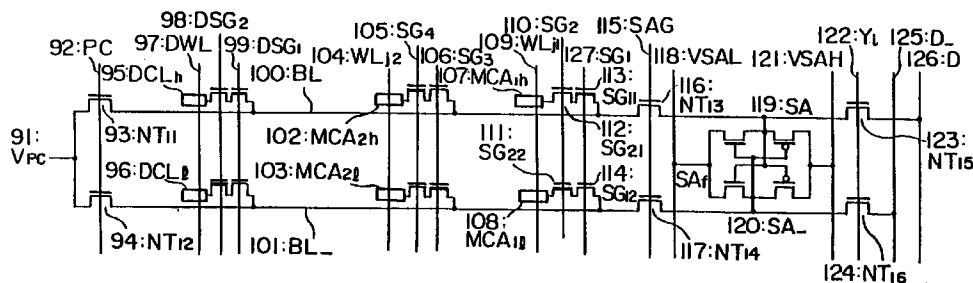 98:DSG2
97:DWL
92:PC
99:DSG1
95:DCLh
100:BL
105:SG4
104:WLj2
106:SG3
110:SG2
109:WLj1
107:MCA1h
115:SAG
127:SG1
113:SG11
118:VSAL
116:NT13
121:VSAH
122:Yi
125:D_
126:D
119:SA
91:VPC
93:NT11
102:MCA2h
111:SG22
112:SG21
123:NT15
96:DCLℓ
103:MCA2ℓ
114:SG12
SAf
94:NT12
101:BL_
108:MCA1ℓ
117:NT14
120:SA_
124:NT16